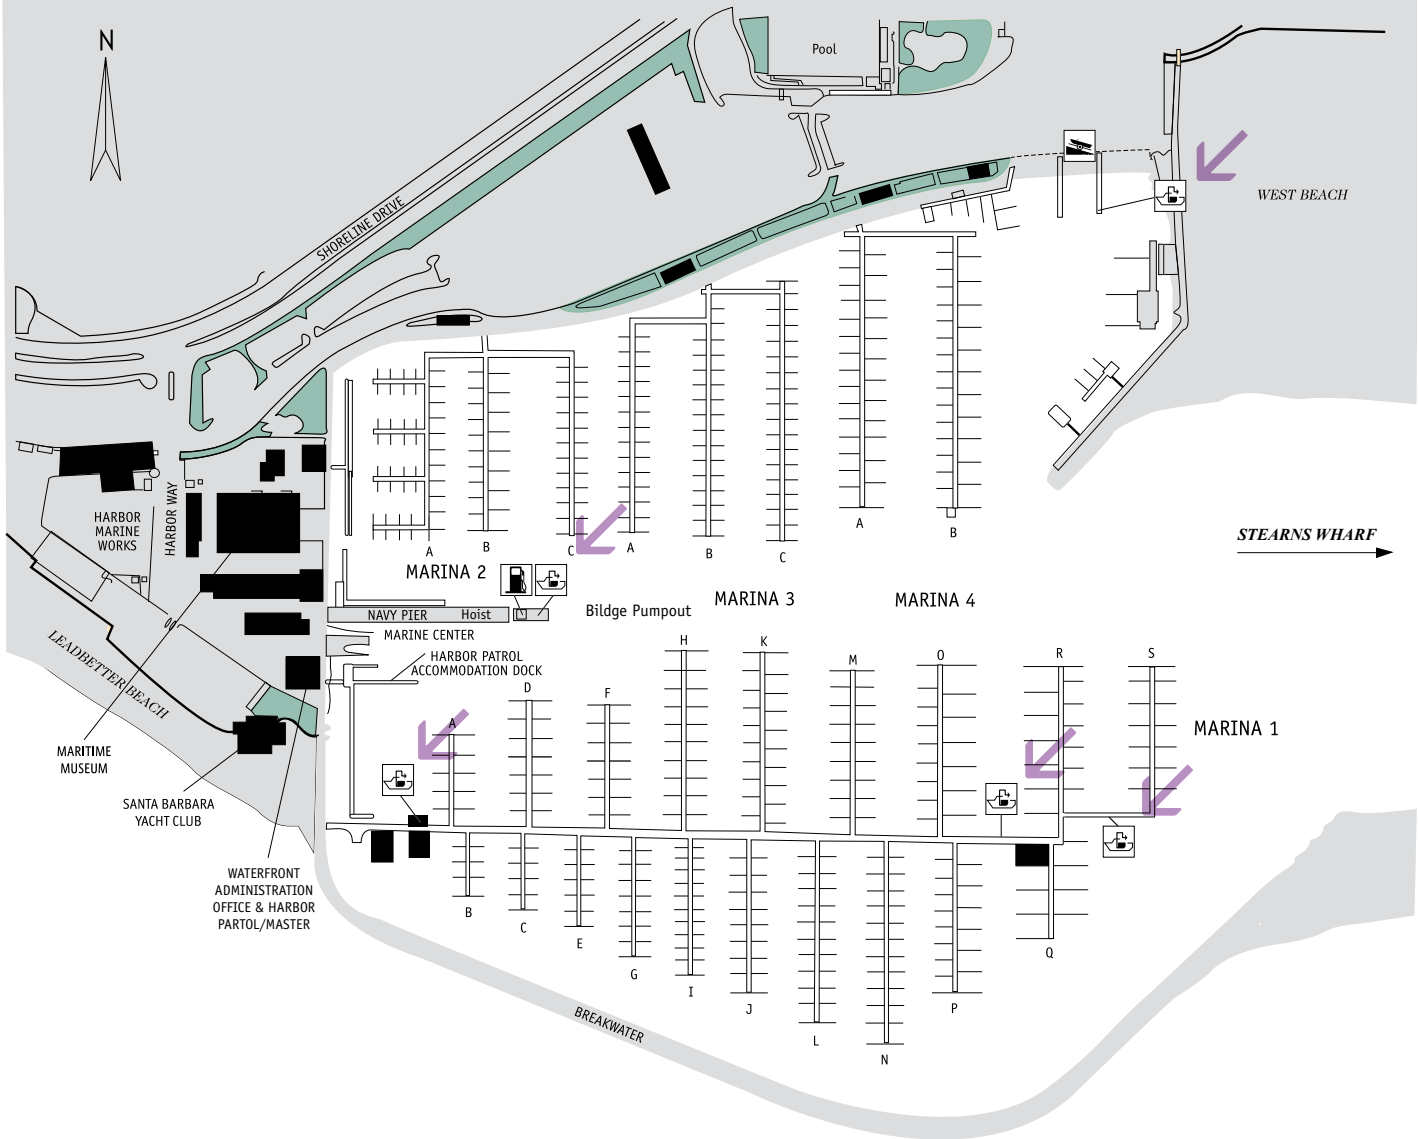 N
Pool
SHORELINE DRIVE
WEST BEACH
HARBOR
MARINE
WORKS
HARBOR WAY
A
B
C
A
B
C
A
B
STEARNS WHARF
MARINA 2
MARINA 3
MARINA 4
NAVY PIER
Hoist
Bildge Pumpout
MARINE CENTER
HARBOR PATROL
ACCOMMODATION DOCK
LEADBETTER BEACH
H
K
M
O
R
S
D
F
A
MARINA 1
MARITIME
MUSEUM
SANTA BARBARA
YACHT CLUB
WATERFRONT
ADMINISTRATION
OFFICE & HARBOR
PARTOL/MASTER
B
C
E
G
I
J
L
N
P
Q
BREAKWATER